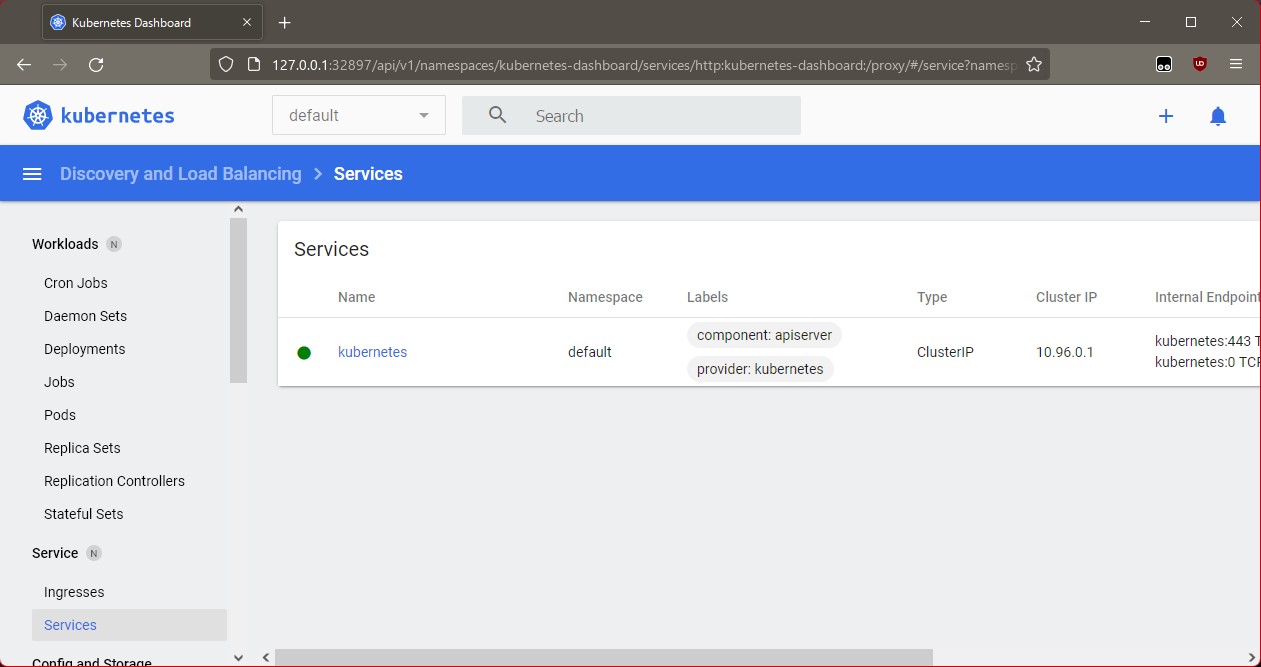 Kubernetes Dashboard
127.0.0.1:32897/api/v1/namespaces/kubernetes-dashboard/services/http:kubernetes-dashboard:/proxy/#/service?namesp
kubernetes
default
Search
Discovery and Load Balancing
Services
Workloads N
Cron Jobs
Daemon Sets
Deployments
Jobs
Pods
Replica Sets
Replication Controllers
Stateful Sets
Service N
Ingresses
Services
Config and Storage
Services
Name Namespace Labels Type Cluster IP Internal Endpoint
kubernetes default component: apiserver ClusterIP 10.96.0.1 kubernetes:443 T
provider: kubernetes kubernetes:0 TCP